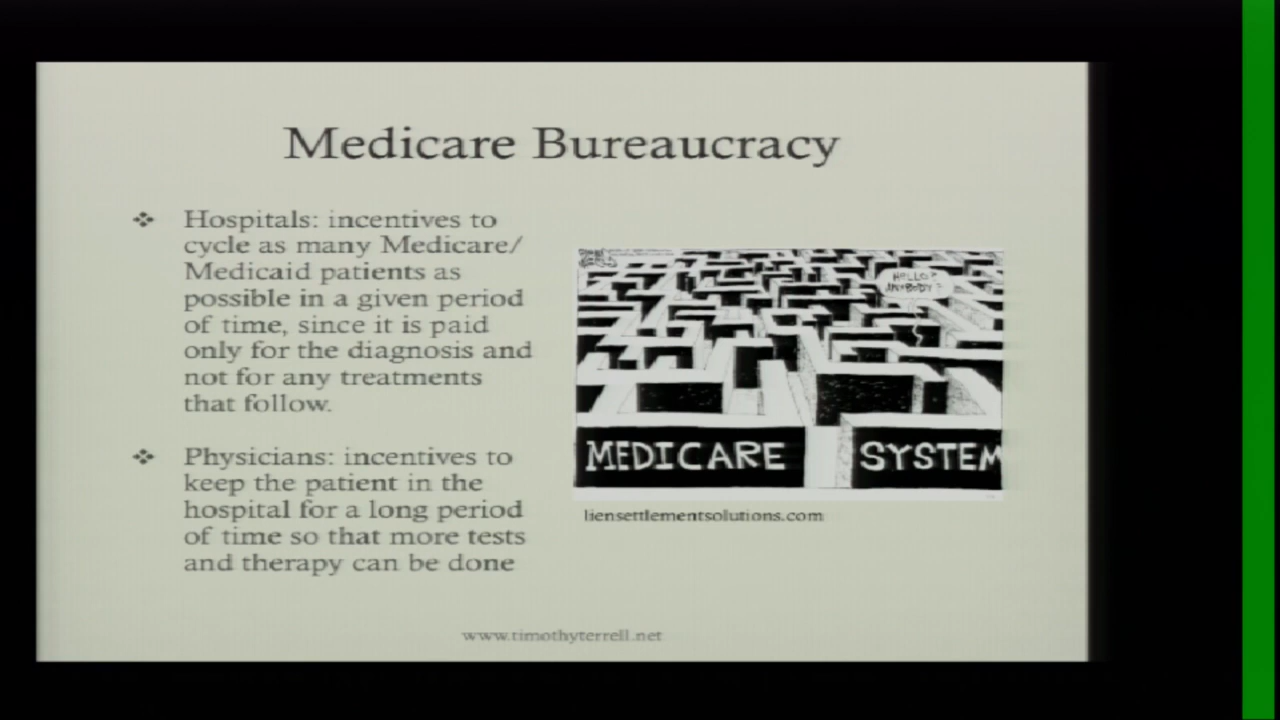 Medicare Bureaucracy
Hospitals: incentives to
cycle as many Medicare/
Medicaid patients as
possible in a given period
of time, since it is paid
only for the diagnosis and
not for any treatments
that follow.
Physicians: incentives to
keep the patient in the
hospital for a long period
of time so that more tests
and therapy can be done
HELLO?
ANYBODY?
MEDICARE SYSTEM
liensettlementsolutions.com
www.timothyterrell.net